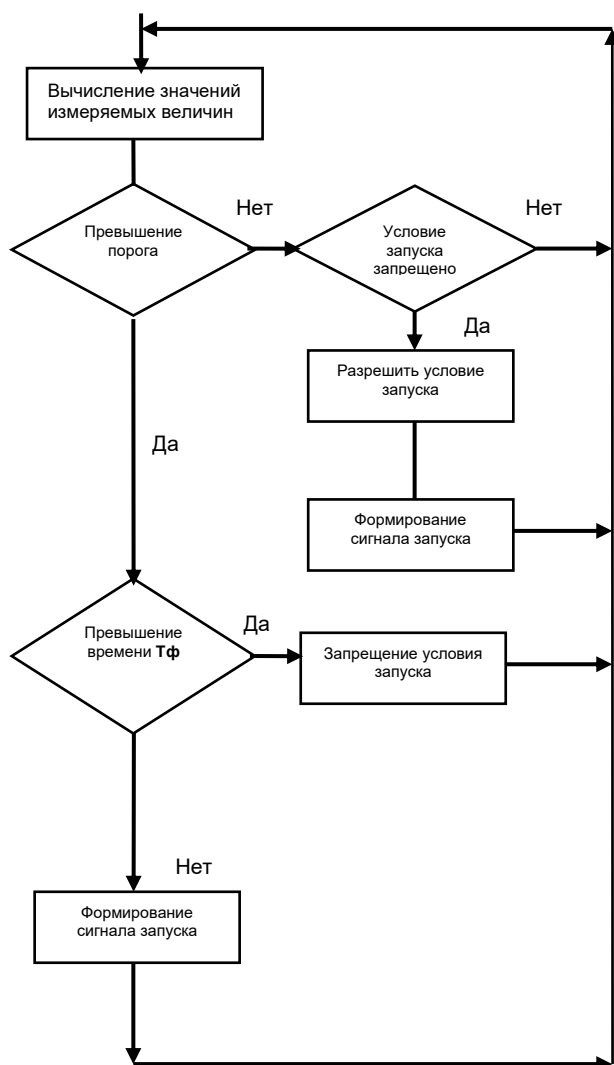 Вычисление значений
измеряемых величин
Превышение
порога
Нет
Условие
запуска
запрещено
Нет
Да
Разрешить условие
запуска
Да
Формирование
сигнала запуска
Превышение
времени Тф
Да
Запрещение условия
запуска
Нет
Формирование
сигнала запуска